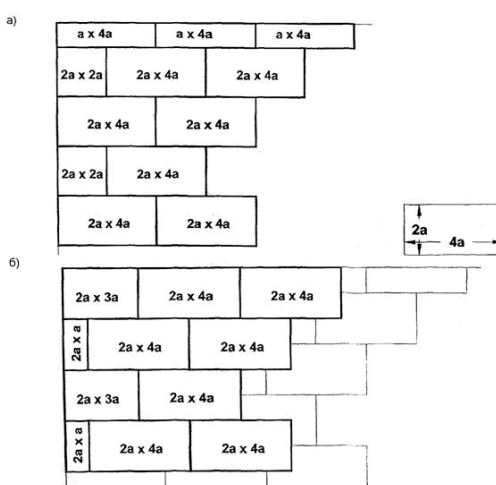 а)
a x 4a a x 4a a x 4a
2a x 2a 2a x 4a 2a x 4a
2a x 4a 2a x 4a
2a x 2a 2a x 4a
2a x 4a 2a x 4a
2a
4a
б)
2a x 3a 2a x 4a 2a x 4a
2a x a 2a x 4a 2a x 4a
2a x 3a 2a x 4a
2a x a 2a x 4a 2a x 4a